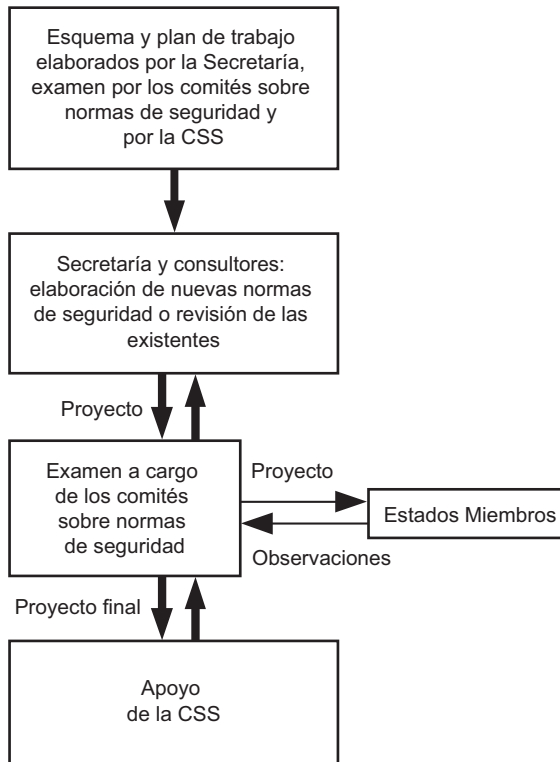 Esquema y plan de trabajo
elaborados por la Secretaría,
examen por los comités sobre
normas de seguridad y
por la CSS
Secretaría y consultores:
elaboración de nuevas normas
de seguridad o revisión de las
existentes
Proyecto
Examen a cargo
de los comités
sobre normas
de seguridad
Proyecto
Estados Miembros
Observaciones
Proyecto final
Apoyo
de la CSS